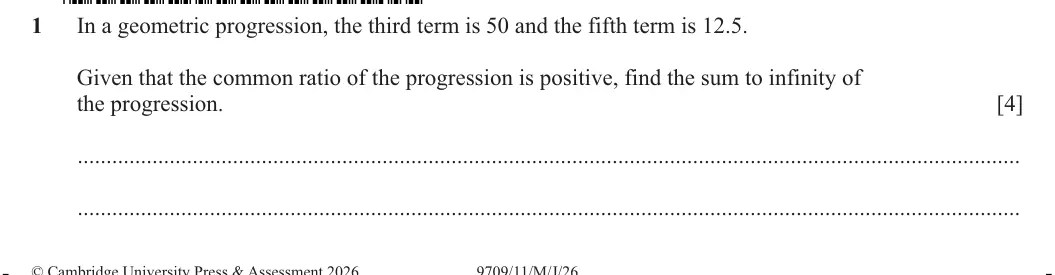 1 In a geometric progression, the third term is 50 and the fifth term is 12.5.
Given that the common ratio of the progression is positive, find the sum to infinity of
the progression. [4]
© Cambridge University Press & Assessment 2026 9709/11/M/J/26